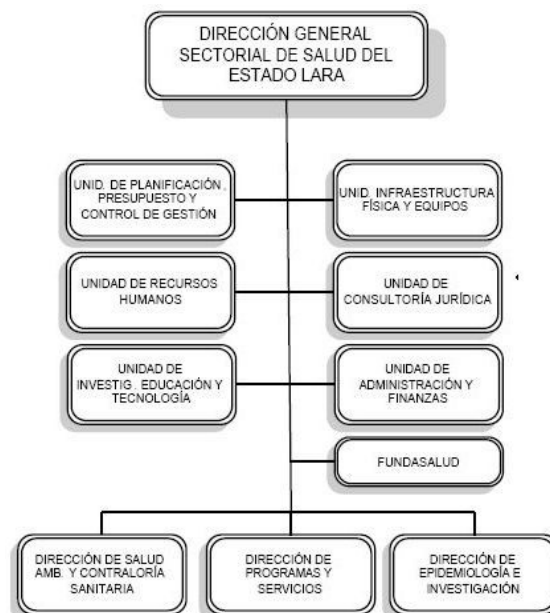 DIRECCIÓN GENERAL
SECTORIAL DE SALUD DEL
ESTADO LARA
UNID. DE PLANIFICACIÓN,
PRESUPUESTO Y
CONTROL DE GESTIÓN
UNID. INFRAESTRUCTURA
FÍSICA Y EQUIPOS
UNIDAD DE RECURSOS
HUMANOS
UNIDAD DE
CONSULTORÍA JURÍDICA
UNIDAD DE
INVESTIG. EDUCACIÓN Y
TECNOLOGÍA
UNIDAD DE
ADMINISTRACIÓN Y
FINANZAS
FUNDASALUD
DIRECCIÓN DE SALUD
AMB. Y CONTRALORÍA
SANITARIA
DIRECCIÓN DE
PROGRAMAS Y
SERVICIOS
DIRECCIÓN DE
EPIDEMIOLOGÍA E
INVESTIGACIÓN